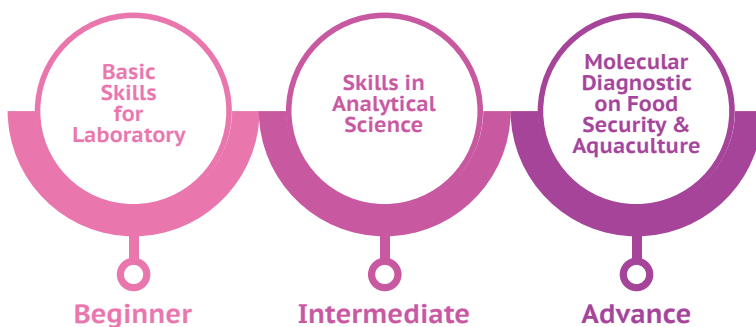 Basic
Skills
for
Laboratory
Skills in
Analytical
Science
Molecular
Diagnostic
on Food
Security &
Aquaculture
Beginner
Intermediate
Advance